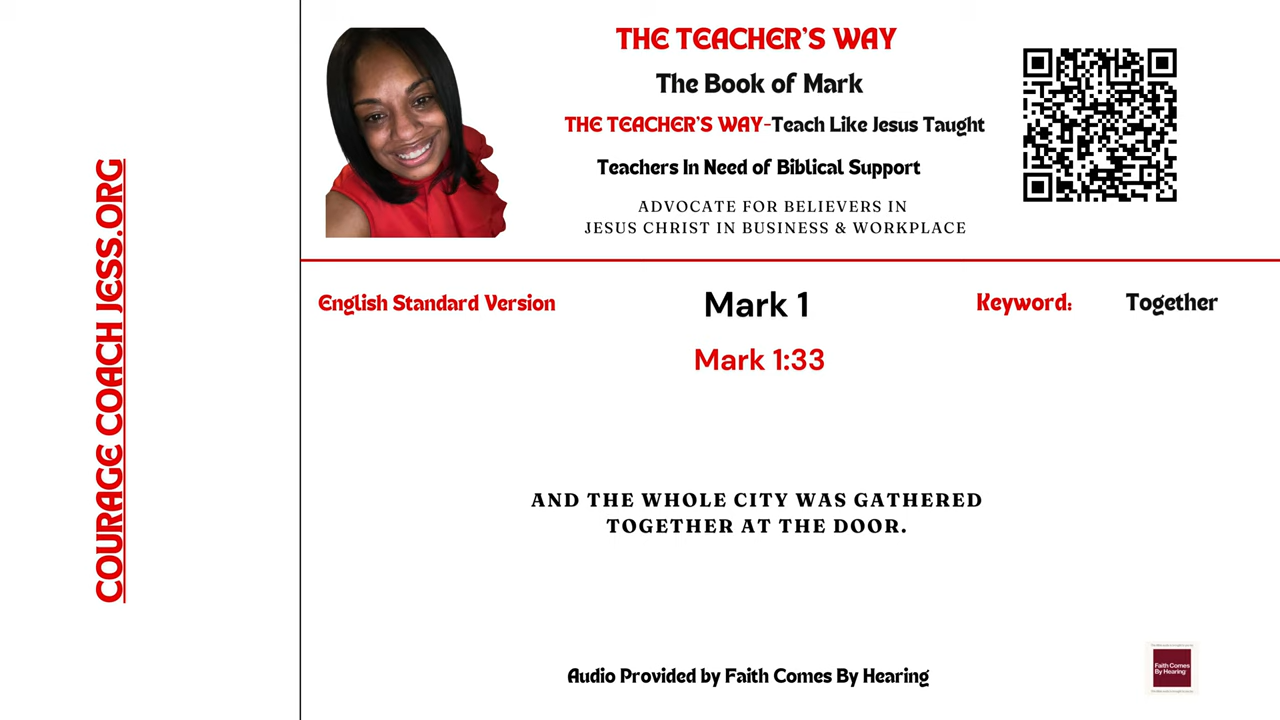 COURAGE COACH JESS.ORG
THE TEACHER'S WAY
The Book of Mark
THE TEACHER'S WAY-Teach Like Jesus Taught
Teachers In Need of Biblical Support
ADVOCATE FOR BELIEVERS IN
JESUS CHRIST IN BUSINESS & WORKPLACE
English Standard Version
Mark 1
Keyword:
Together
Mark 1:33
AND THE WHOLE CITY WAS GATHERED
TOGETHER AT THE DOOR.
Audio Provided by Faith Comes By Hearing
Faith Comes
By Hearing